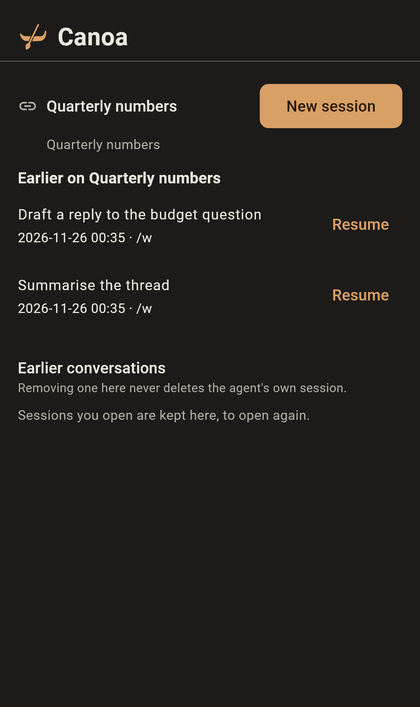 Canoa
Quarterly numbers
New session
Quarterly numbers
Earlier on Quarterly numbers
Draft a reply to the budget question
2026-11-26 00:35 · /w
Resume
Summarise the thread
2026-11-26 00:35 · /w
Resume
Earlier conversations
Removing one here never deletes the agent's own session.
Sessions you open are kept here, to open again.